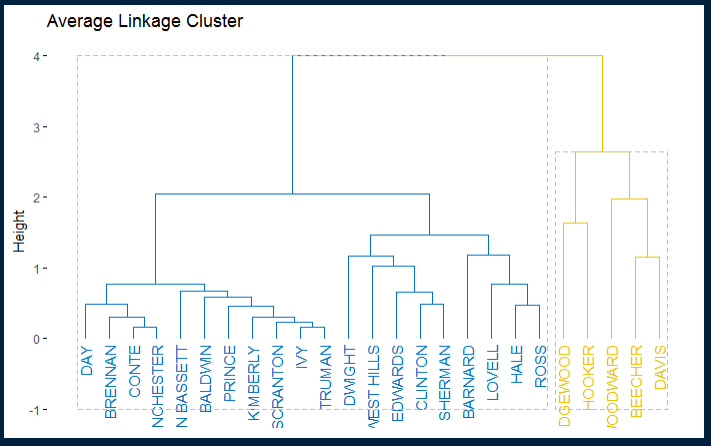 Average Linkage Cluster
4
3
2
1
0
-1
Height
DAY
BRENNAN
CONTE
NCHESTER
N BASSETT
BALDWIN
PRINCE
KIMBERLY
SCRANTON
IVY
TRUMAN
DWIGHT
WEST HILLS
EDWARDS
CLINTON
SHERMAN
BARNARD
LOVELL
HALE
ROSS
DGEWOOD
HOOKER
WOODWARD
BEECHER
DAVIS